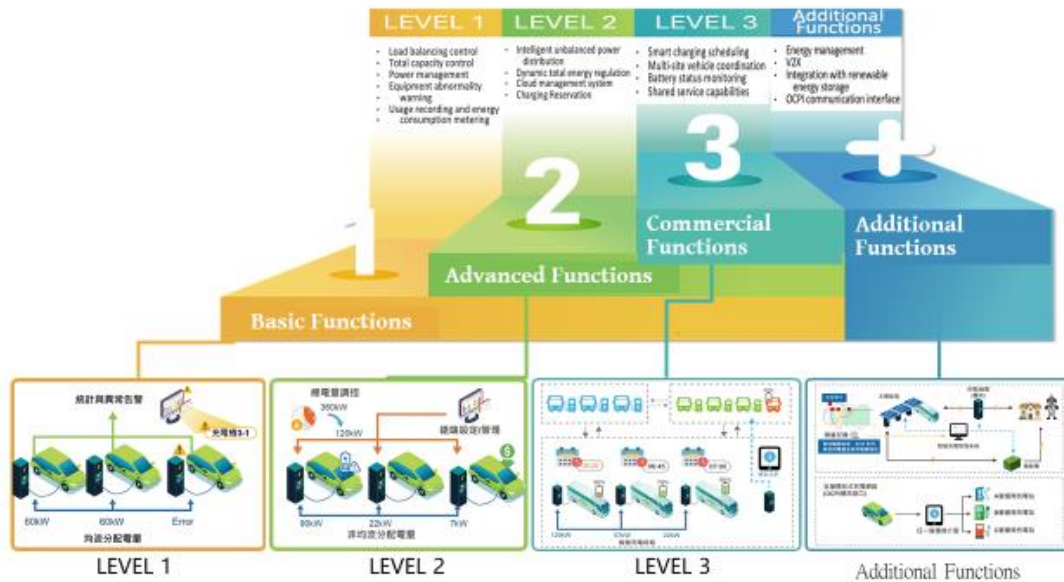 LEVEL 1
LEVEL 2
LEVEL 3
Additional
Functions
• Load balancing control
• Total capacity control
• Power management
• Equipment abnormality
• warning
• Usage recording and energy
• consumption metering
• Intelligent unbalanced power
distribution
• Dynamic total energy regulation
• Cloud management system
• Charging Reservation
• Smart charging scheduling
• Multi-site vehicle coordination
• Battery status monitoring
• Shared service capabilities
• Energy management
• V2X
• Integration with renewable
energy storage
• OCPI communication interface
1
2
3
+
Basic Functions
Advanced Functions
Commercial
Functions
Additional
Functions
統計與異常告警
充電樁3-1
60kW
60kW
Error
均流分配電量
LEVEL 1
總電量調控
360kW
120kW
90kW
22kW
7kW
非均流分配電量
LEVEL 2
06:45
07:00
LEVEL 3
Additional Functions